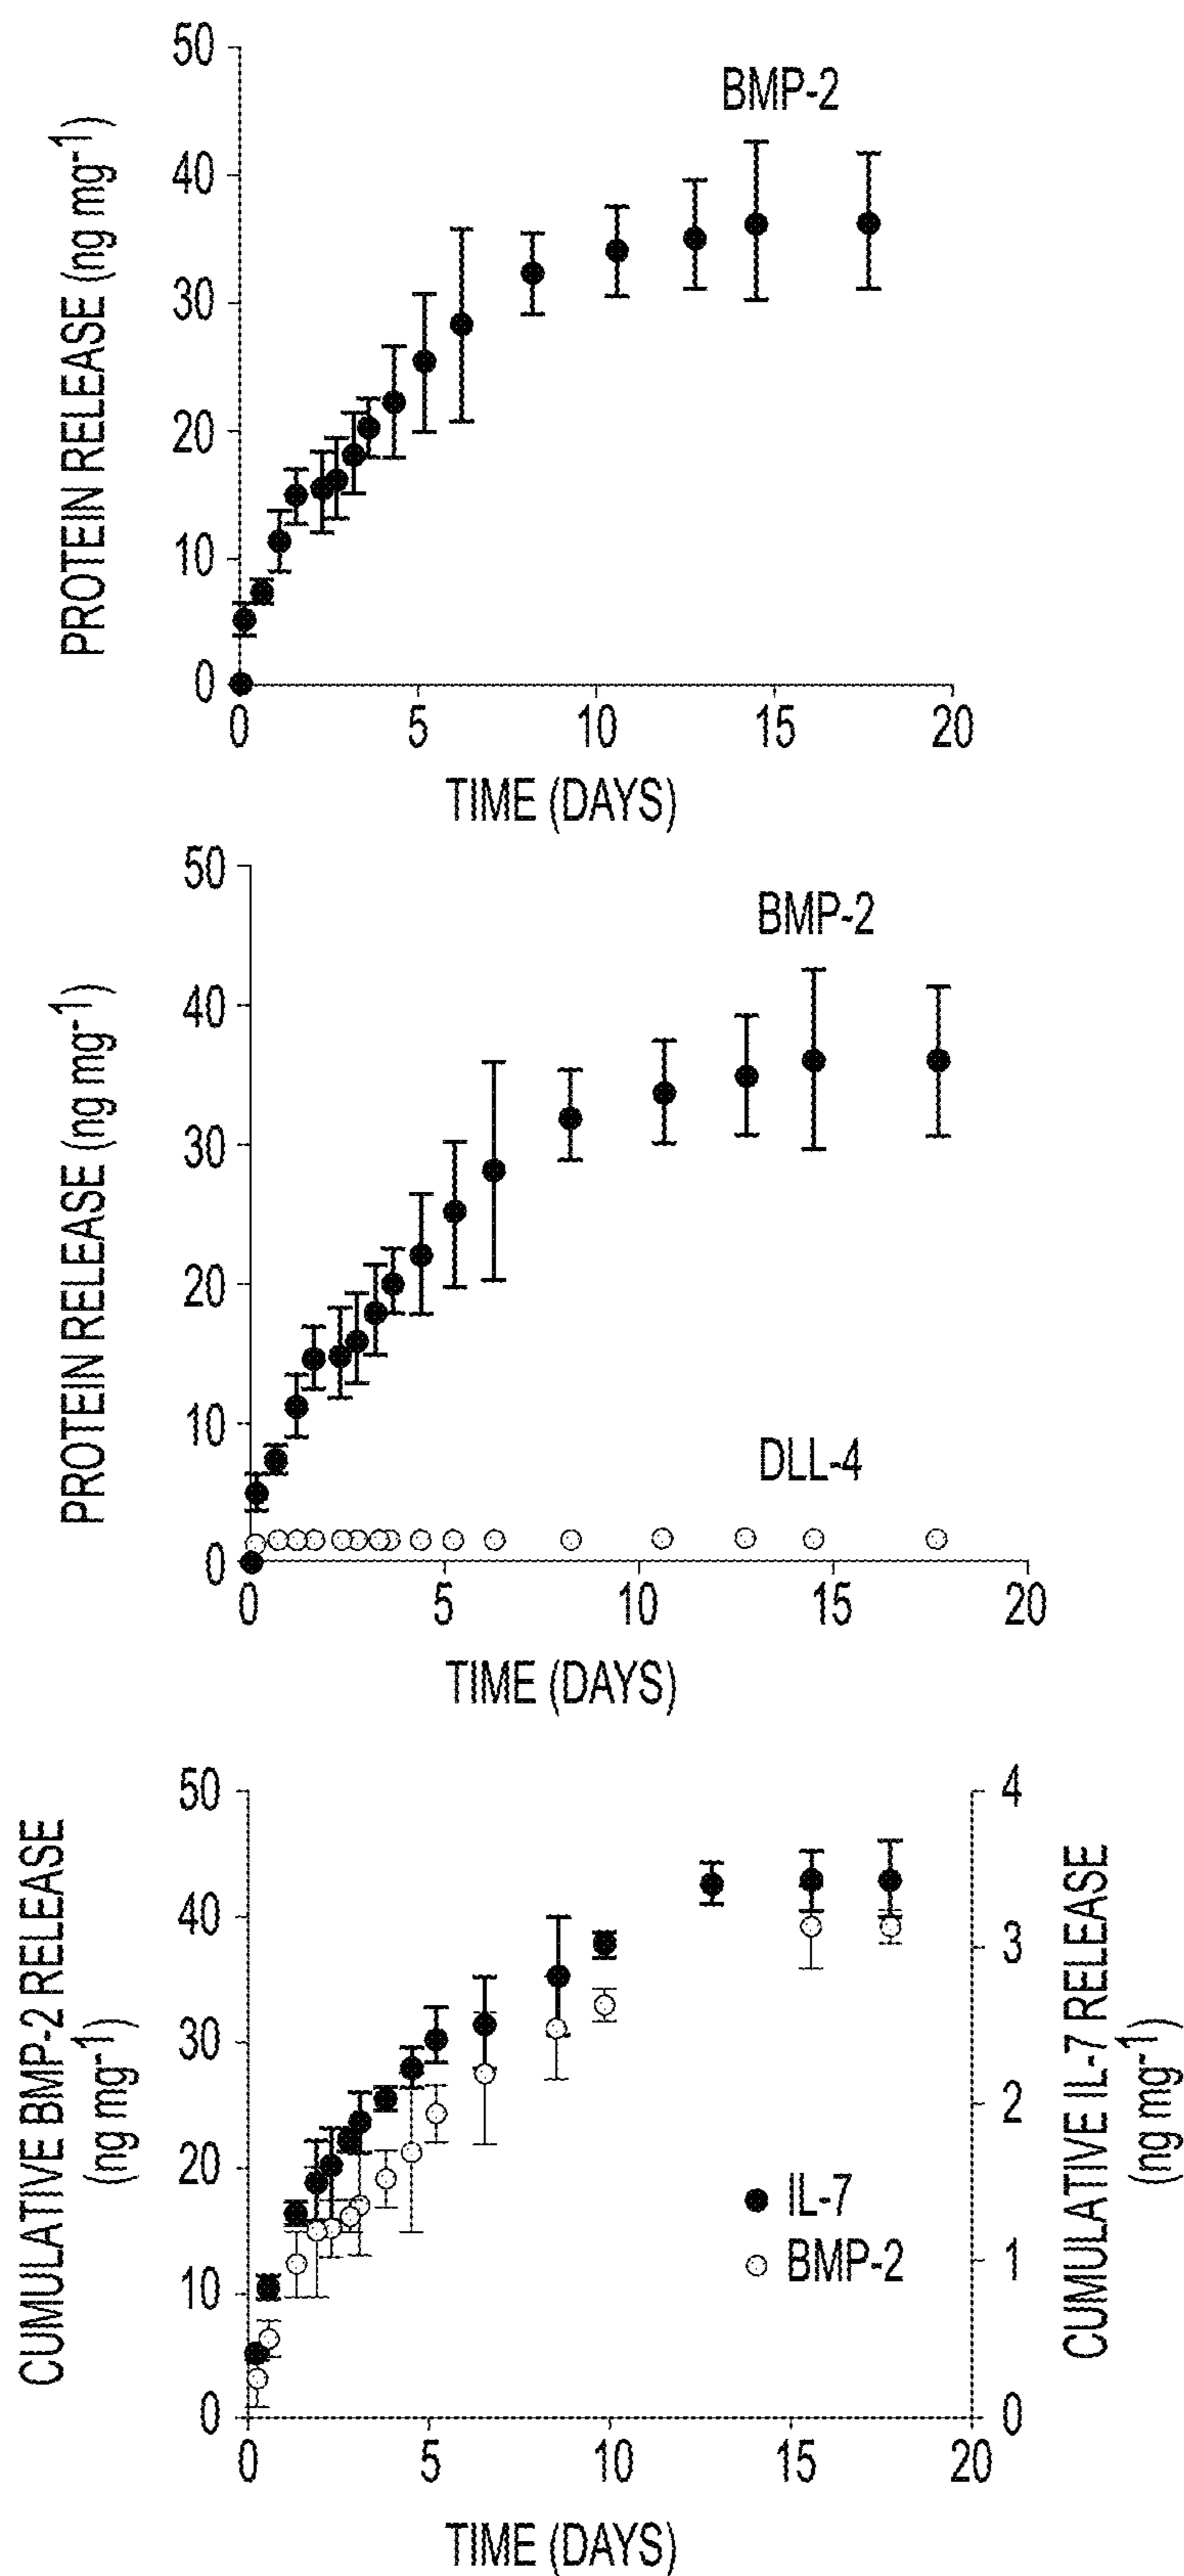 50
BMP-2
40
30
20
10
0
0 5 10 15 20
PROTEIN RELEASE (ng mg-1)
TIME (DAYS)
50
BMP-2
40
30
20
10
DLL-4
0
0 5 10 15 20
PROTEIN RELEASE (ng mg-1)
TIME (DAYS)
50
40
30
20
10
0
CUMULATIVE BMP-2 RELEASE
(ng mg-1)
4
3
2
1
0
CUMULATIVE IL-7 RELEASE
(ng mg-1)
IL-7
BMP-2
0 5 10 15 20
TIME (DAYS)